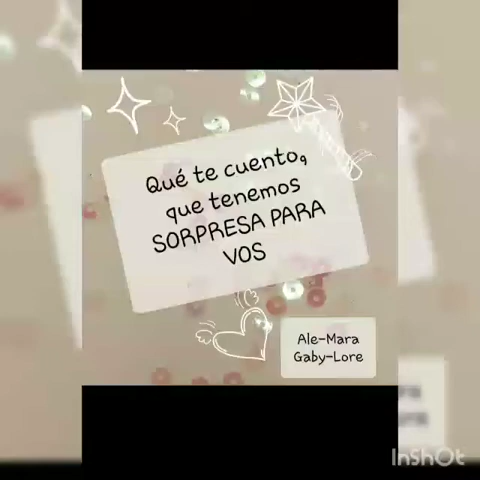 Qué te cuento,
que tenemos
SORPRESA PARA
VOS
Ale-Mara
Gaby-Lore
InShOt